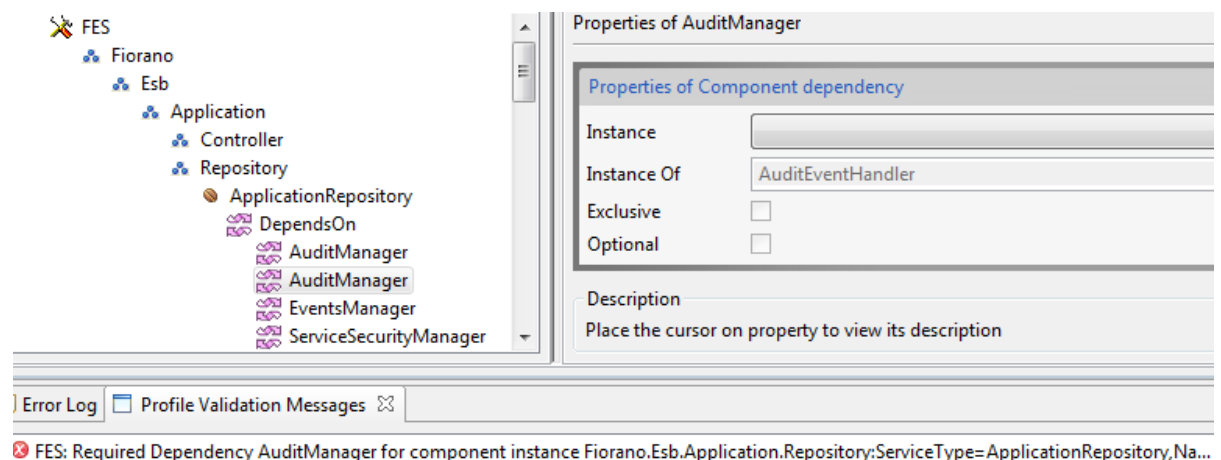 FES
Fiorano
Esb
Application
Controller
Repository
ApplicationRepository
DependsOn
AuditManager
AuditManager
EventsManager
ServiceSecurityManager
Properties of AuditManager
Properties of Component dependency
Instance
Instance Of AuditEventHandler
Exclusive
Optional
Description
Place the cursor on property to view its description
Error Log Profile Validation Messages
FES: Required Dependency AuditManager for component instance Fiorano.Esb.Application.Repository:ServiceType=ApplicationRepository,Na...